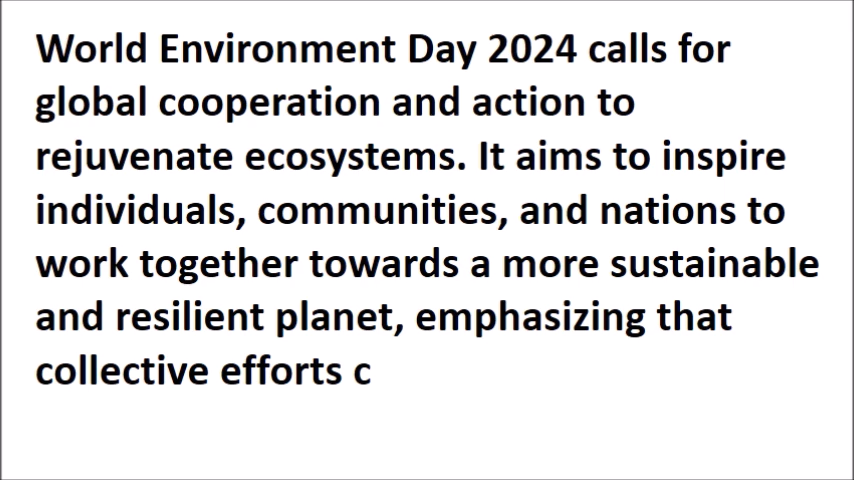 World Environment Day 2024 calls for
global cooperation and action to
rejuvenate ecosystems. It aims to inspire
individuals, communities, and nations to
work together towards a more sustainable
and resilient planet, emphasizing that
collective efforts c